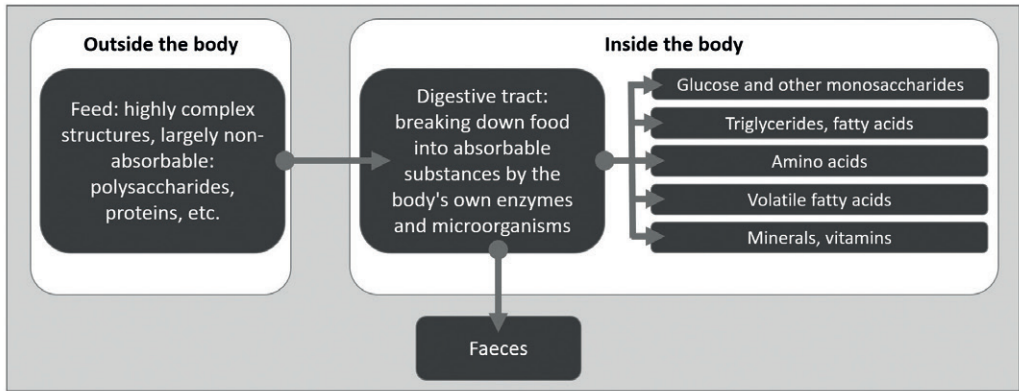 Outside the body
Feed: highly complex
structures, largely non-
absorbable:
polysaccharides,
proteins, etc.
Inside the body
Digestive tract:
breaking down food
into absorbable
substances by the
body's own enzymes
and microorganisms
Glucose and other monosaccharides
Triglycerides, fatty acids
Amino acids
Volatile fatty acids
Minerals, vitamins
Faeces